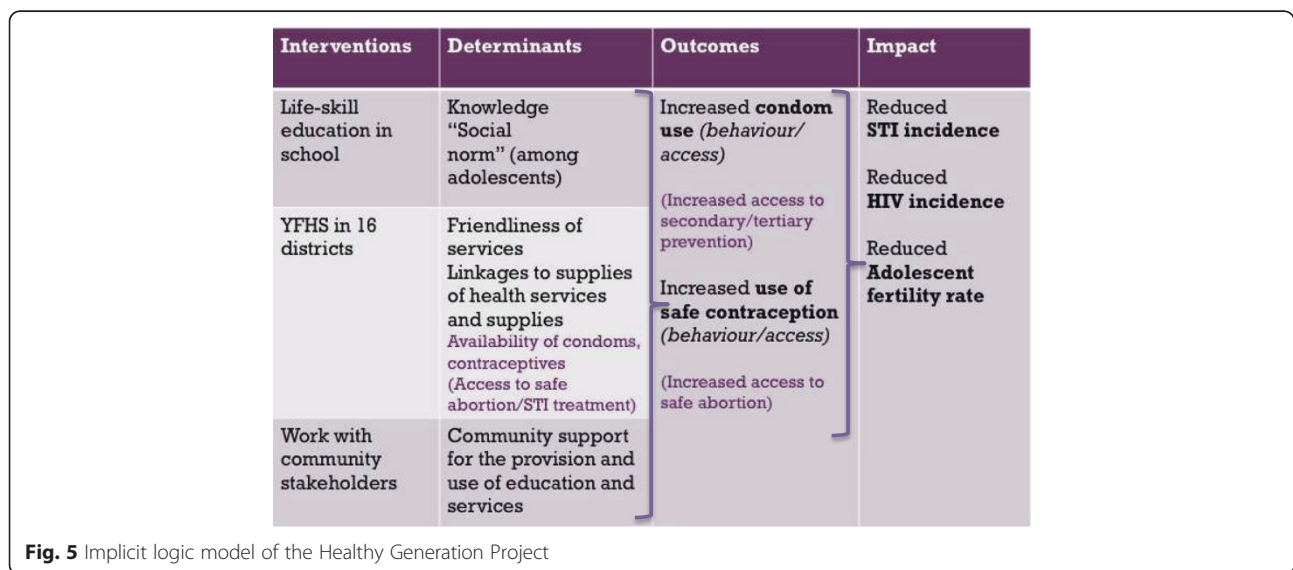 Interventions
Determinants
Outcomes
Impact
Life-skill
education in
school
Knowledge
“Social
norm” (among
adolescents)
YFHS in 16
districts
Friendliness of
services
Linkages to supplies
of health services
and supplies
Availability of condoms,
contraceptives
(Access to safe
abortion/STI treatment)
Work with
community
stakeholders
Community support
for the provision and
use of education and
services
Increased condom
use (behaviour/
access)
(Increased access to
secondary/tertiary
prevention)
Increased use of
safe contraception
(behaviour/access)
(Increased access to
safe abortion)
Reduced
STI incidence
Reduced
HIV incidence
Reduced
Adolescent
fertility rate
Fig. 5 Implicit logic model of the Healthy Generation Project